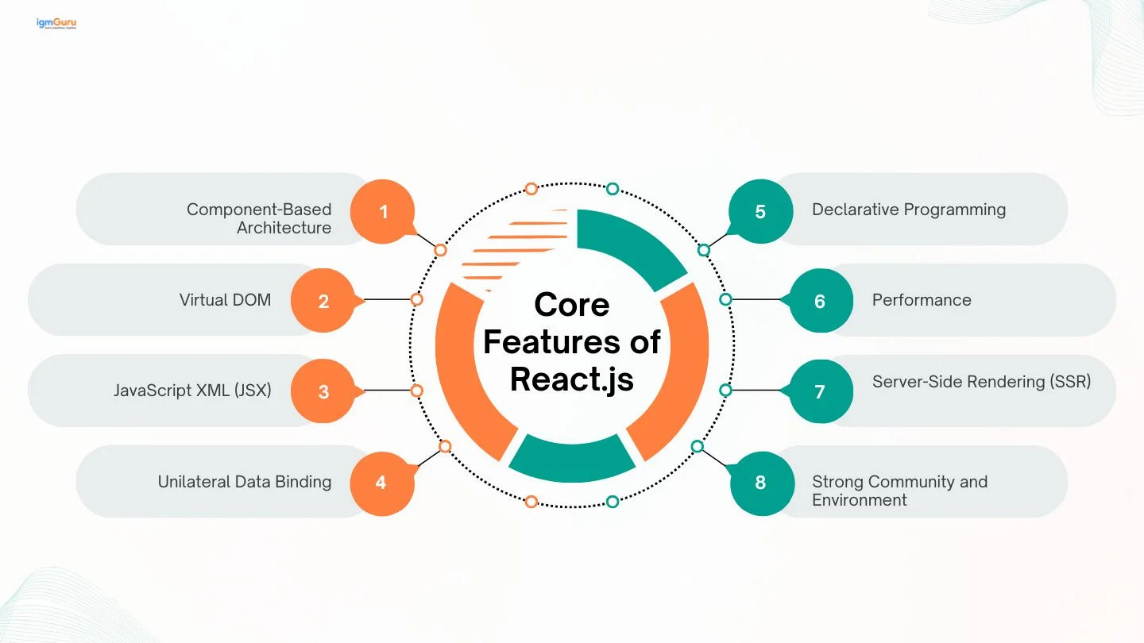 igmGuru
Component-Based
Architecture
1
Virtual DOM
2
JavaScript XML (JSX)
3
Unilateral Data Binding
4
Core
Features of
React.js
5
Declarative Programming
6
Performance
7
Server-Side Rendering (SSR)
8
Strong Community and
Environment